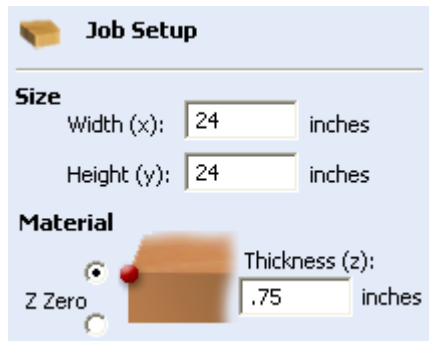 Job Setup
Size
Width (x): 24 inches
Height (y): 24 inches
Material
Thickness (z):
Z Zero .75 inches